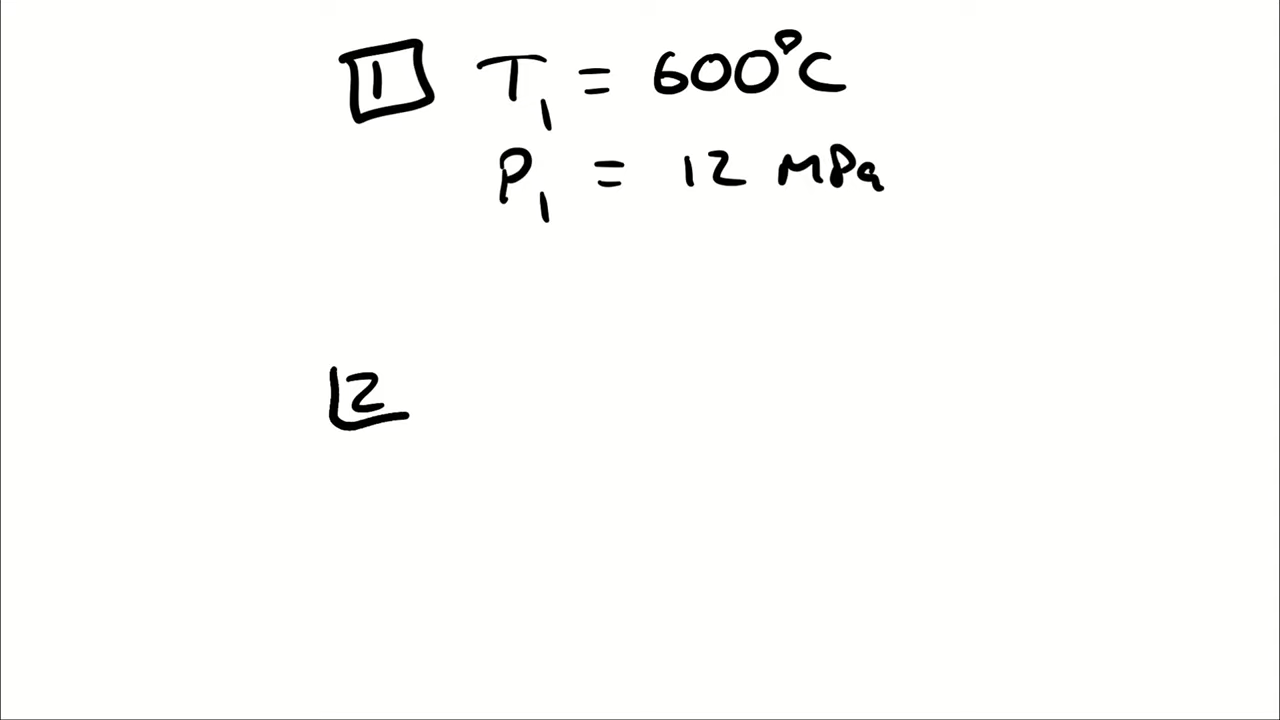 1 T₁ = 600°C
P₁ = 12 MPa
2